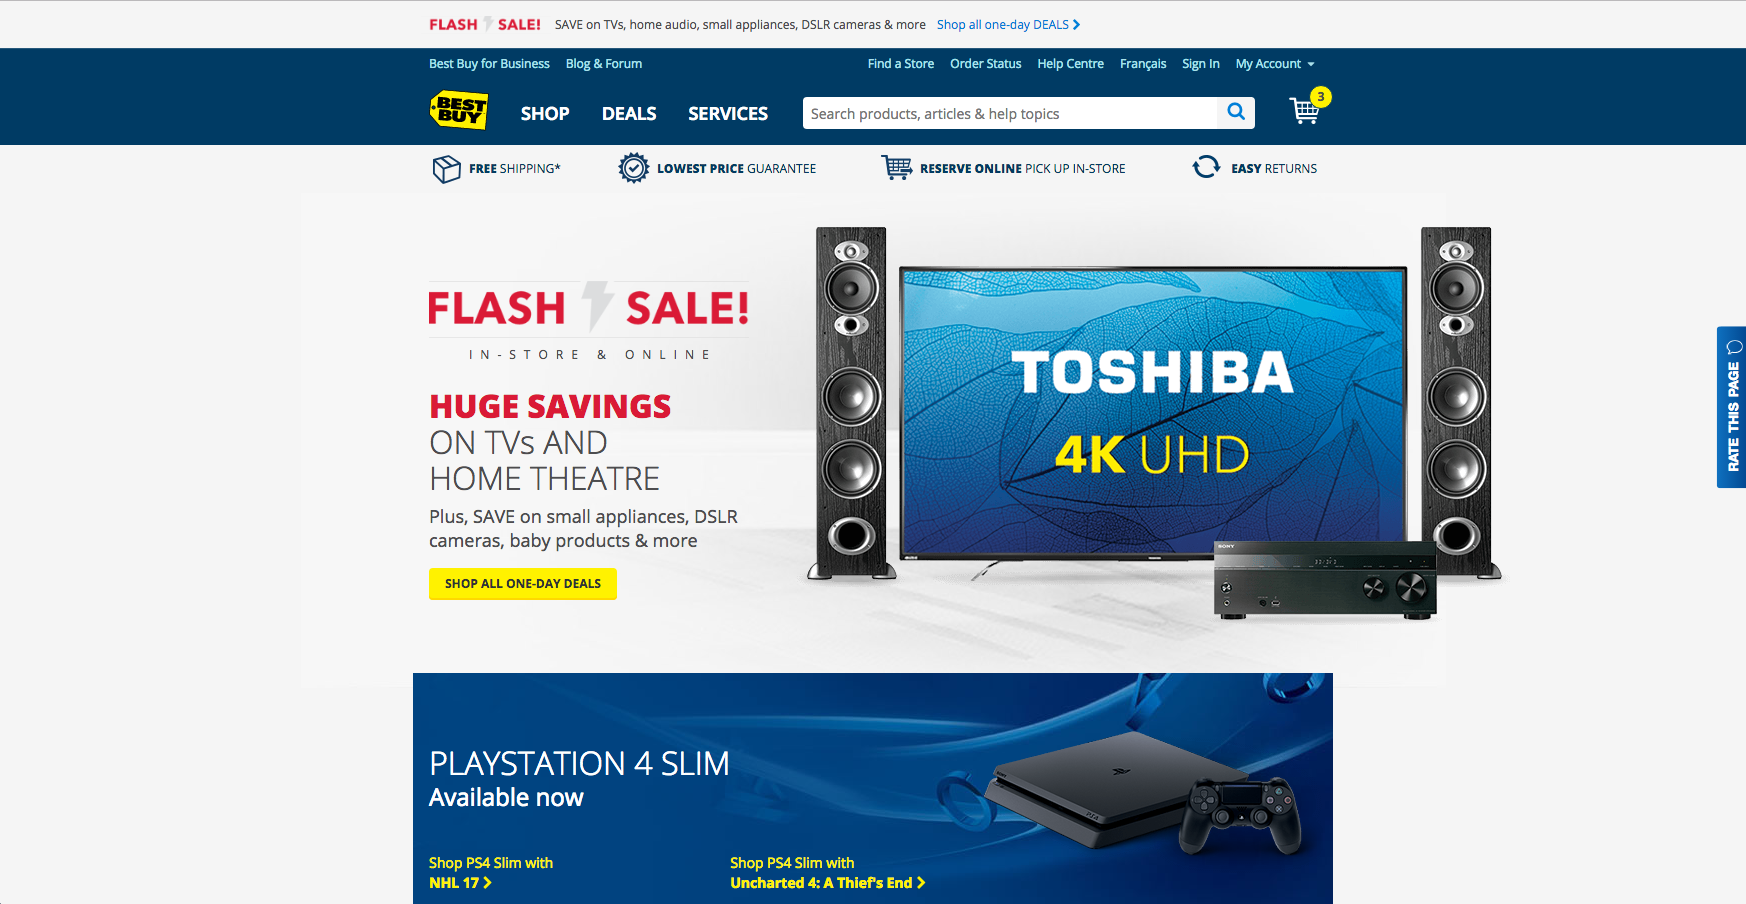 FLASH SALE! SAVE on TVs, home audio, small appliances, DSLR cameras & more Shop all one-day DEALS
Best Buy for Business Blog & Forum Find a Store Order Status Help Centre Français Sign In My Account
BEST BUY
SHOP DEALS SERVICES Search products, articles & help topics 3
FREE SHIPPING* LOWEST PRICE GUARANTEE RESERVE ONLINE PICK UP IN-STORE EASY RETURNS
FLASH SALE!
IN-STORE & ONLINE
HUGE SAVINGS
ON TVs AND
HOME THEATRE
Plus, SAVE on small appliances, DSLR
cameras, baby products & more
SHOP ALL ONE-DAY DEALS
TOSHIBA
4K UHD
SONY
RATE THIS PAGE
PLAYSTATION 4 SLIM
Available now
Shop PS4 Slim with
NHL 17
Shop PS4 Slim with
Uncharted 4: A Thief's End
PS4